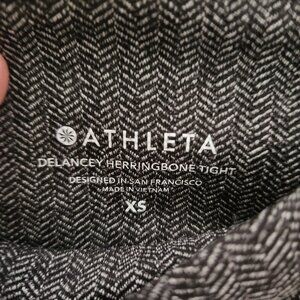 ATHLETA
DELANCEY HERRINGBONE TIGHT
DESIGNED IN SAN FRANCISCO
MADE IN VIETNAM
XS